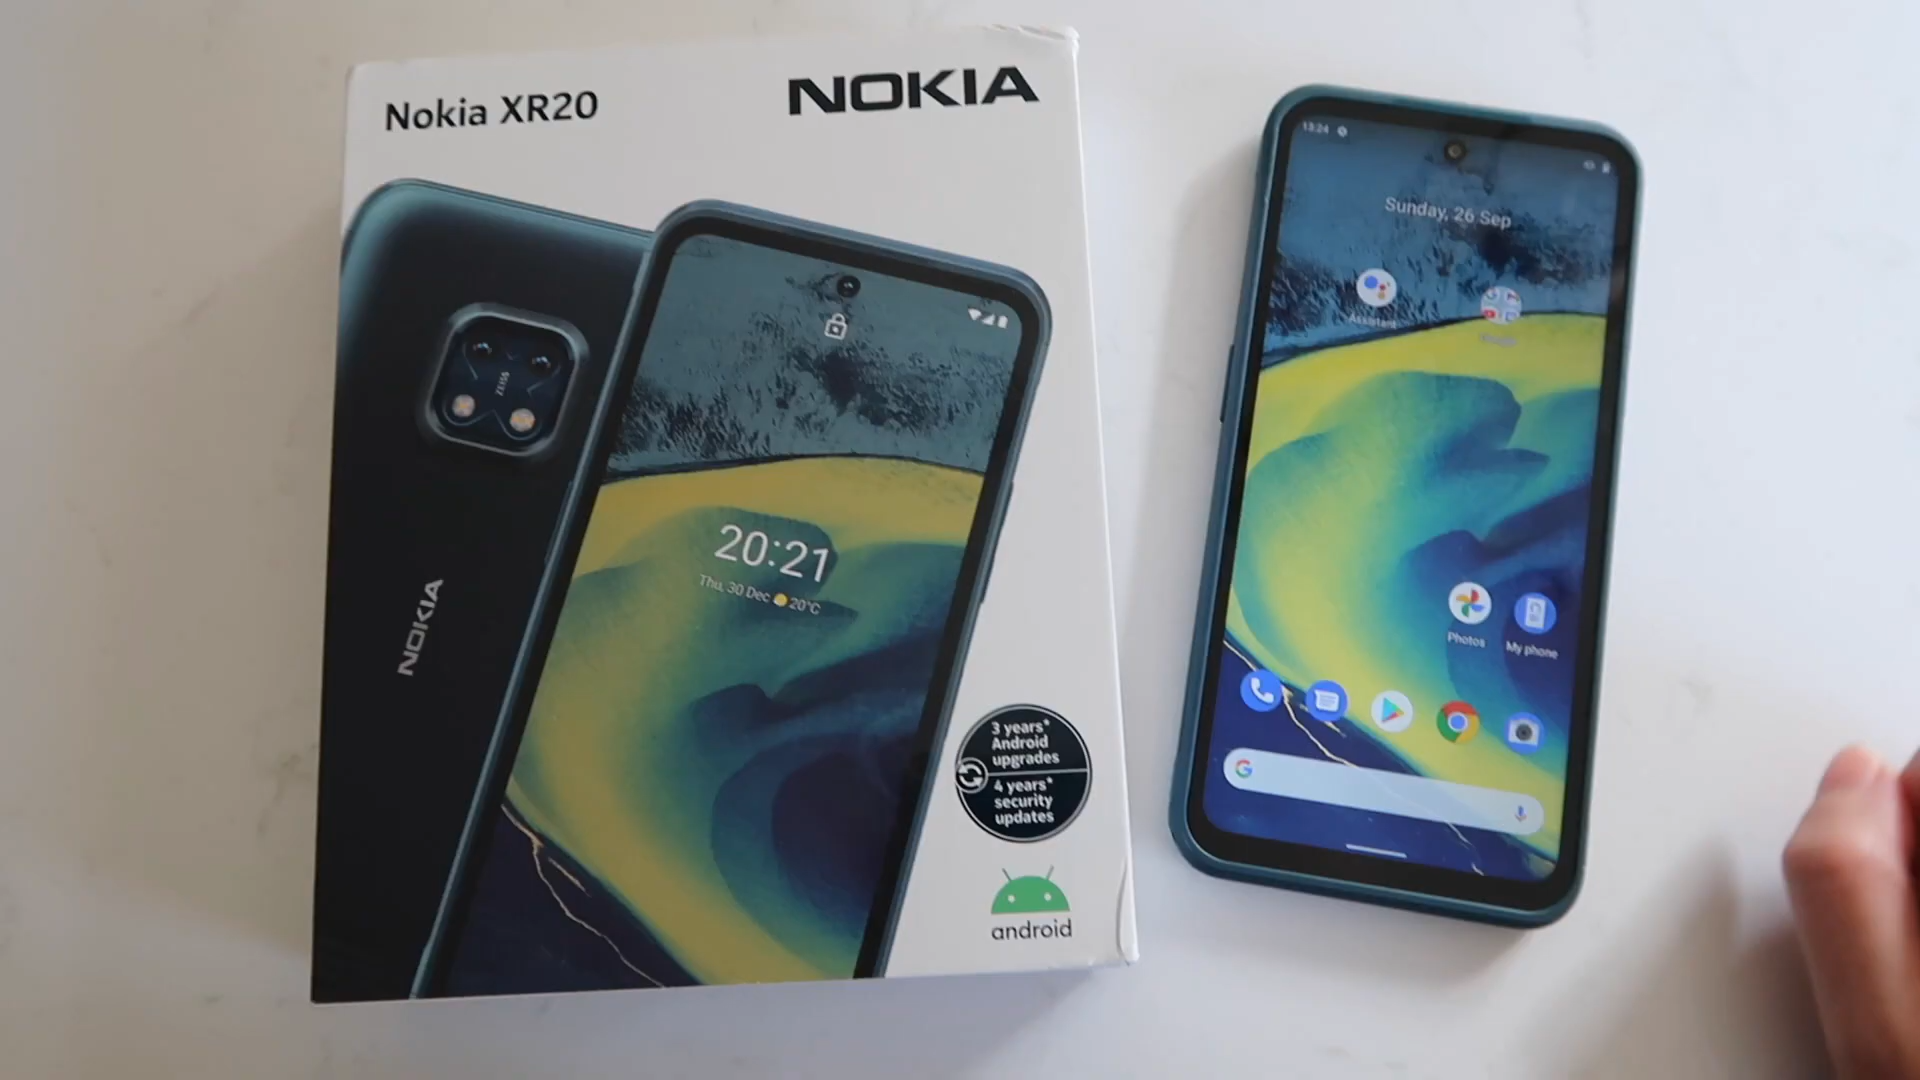 Nokia XR20
NOKIA
ZEISS
NOKIA
20:21
Thu, 30 Dec 20°C
3 years*
Android
upgrades
4 years*
security
updates
android
13:24
Sunday, 26 Sep
Assistant
Photos
My phone